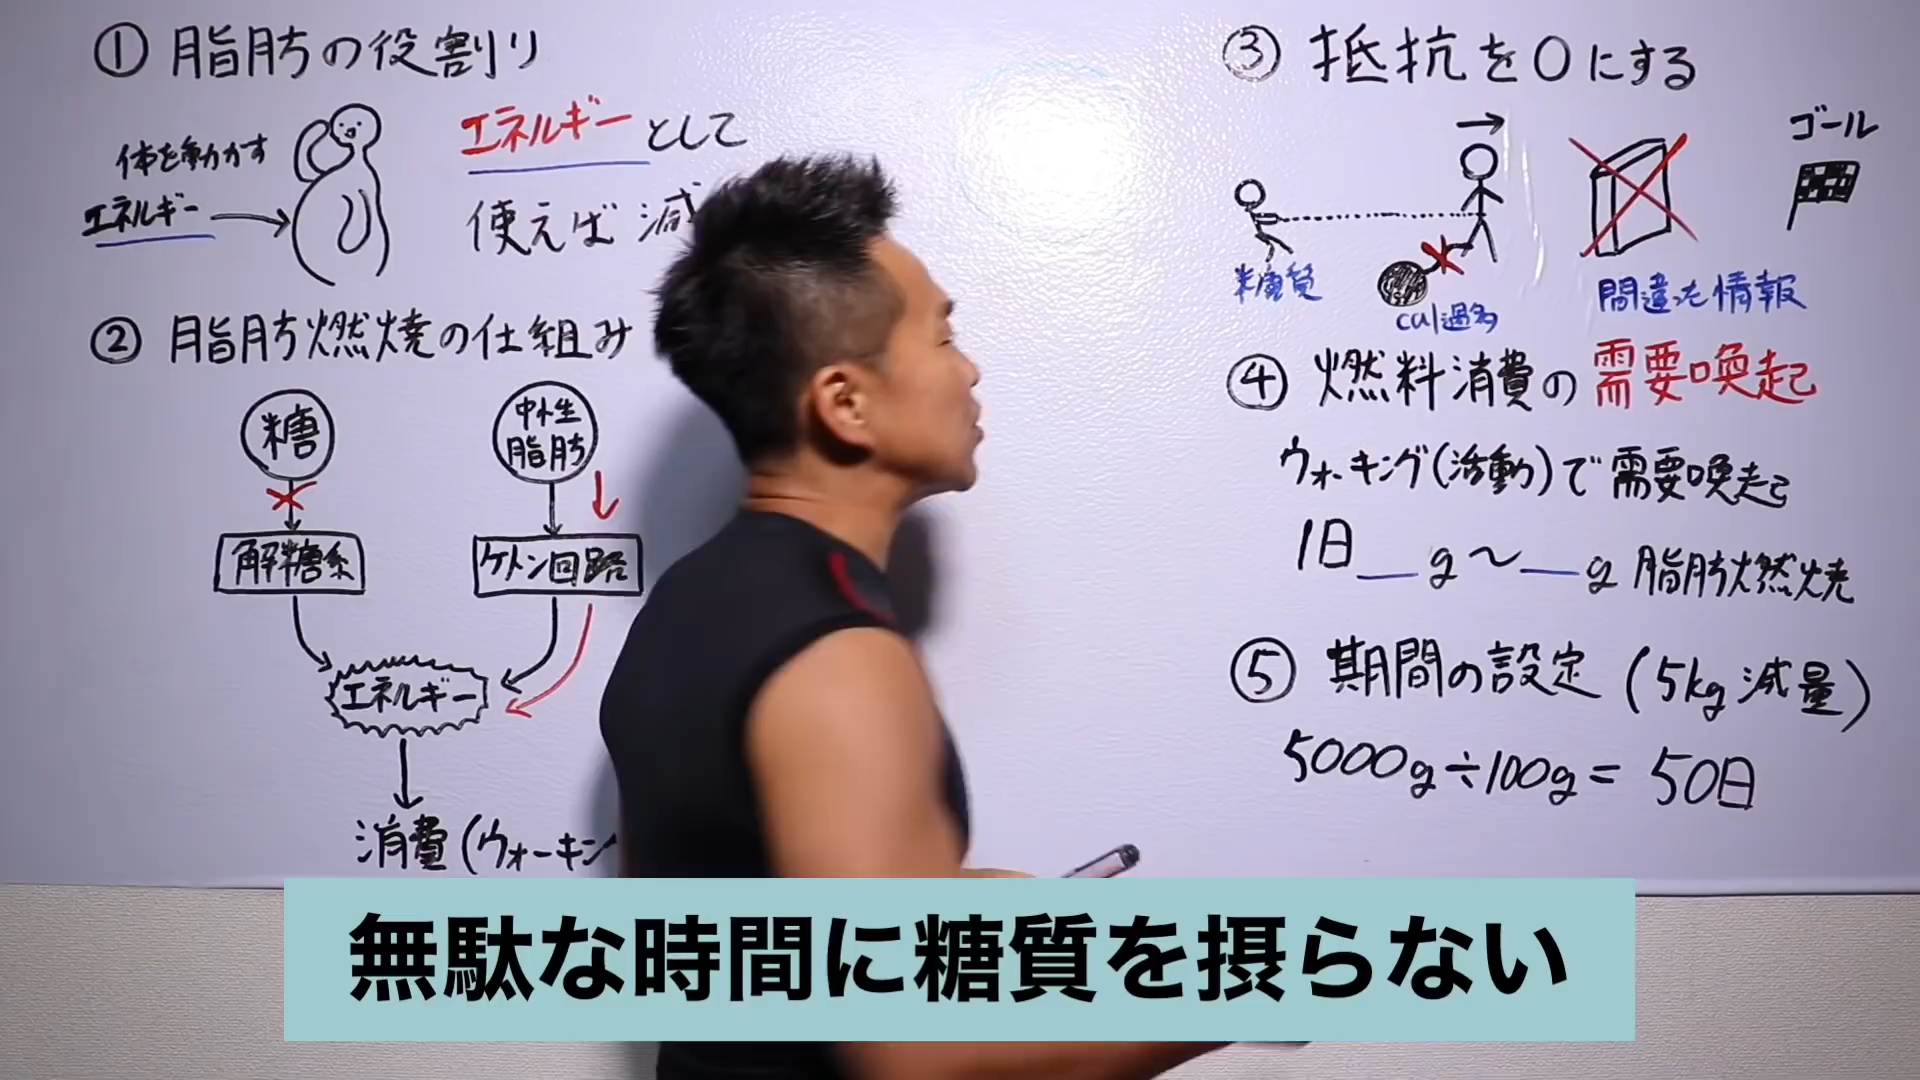 ① 脂肪の役割り
体を動かす
エネルギー
エネルギーとして
使えば 減
② 脂肪燃焼の仕組み
糖
中性
脂肪
解糖系
ケトン回路
エネルギー
消費(ウォーキン
③ 抵抗を0にする
ゴール
糖質
cal過多
間違った情報
④ 燃料消費の需要喚起
ウォーキング(活動)で需要喚起
1日__g～__g 脂肪燃焼
⑤ 期間の設定 (5kg減量)
5000g÷100g= 50日
無駄な時間に糖質を摂らない